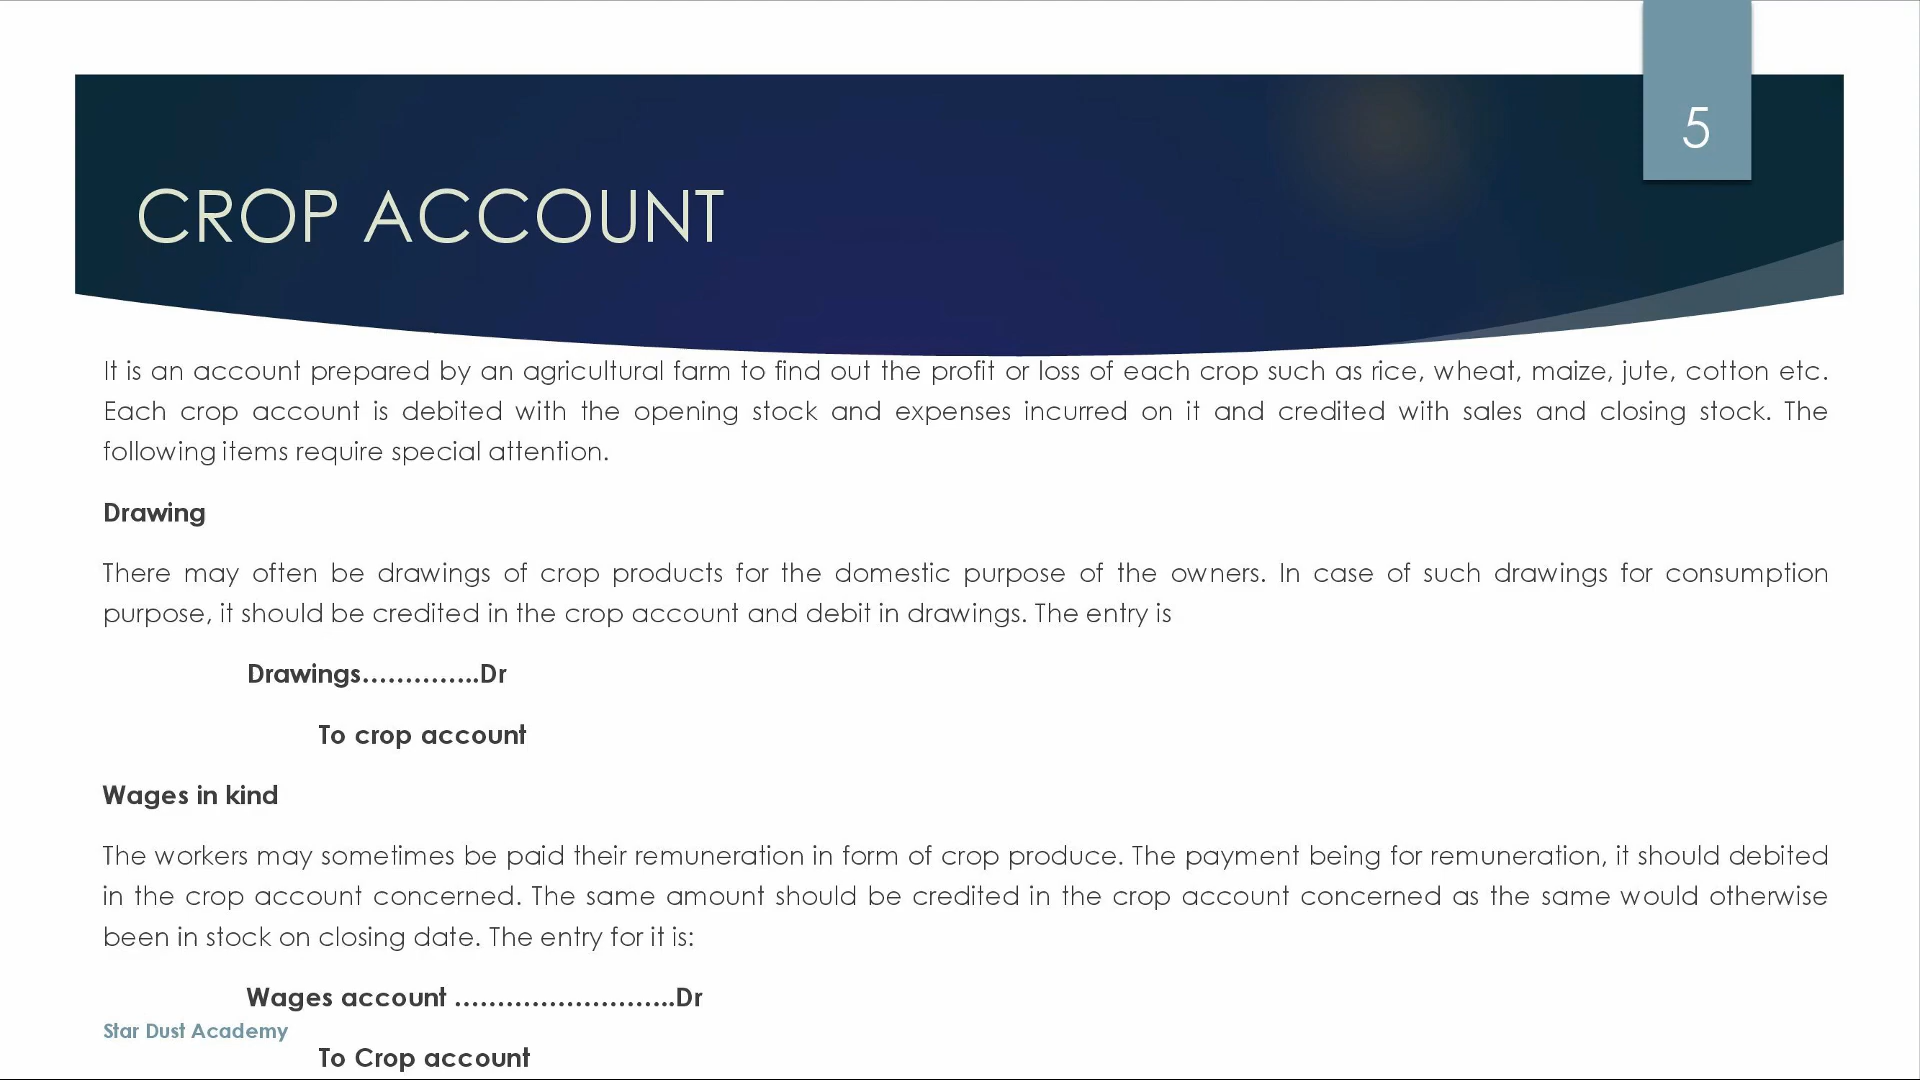 5
CROP ACCOUNT
It is an account prepared by an agricultural farm to find out the profit or loss of each crop such as rice, wheat, maize, jute, cotton etc.
Each crop account is debited with the opening stock and expenses incurred on it and credited with sales and closing stock. The
following items require special attention.
Drawing
There may often be drawings of crop products for the domestic purpose of the owners. In case of such drawings for consumption
purpose, it should be credited in the crop account and debit in drawings. The entry is
Drawings…………..Dr
To crop account
Wages in kind
The workers may sometimes be paid their remuneration in form of crop produce. The payment being for remuneration, it should debited
in the crop account concerned. The same amount should be credited in the crop account concerned as the same would otherwise
been in stock on closing date. The entry for it is:
Wages account ……………………..Dr
Star Dust Academy
To Crop account